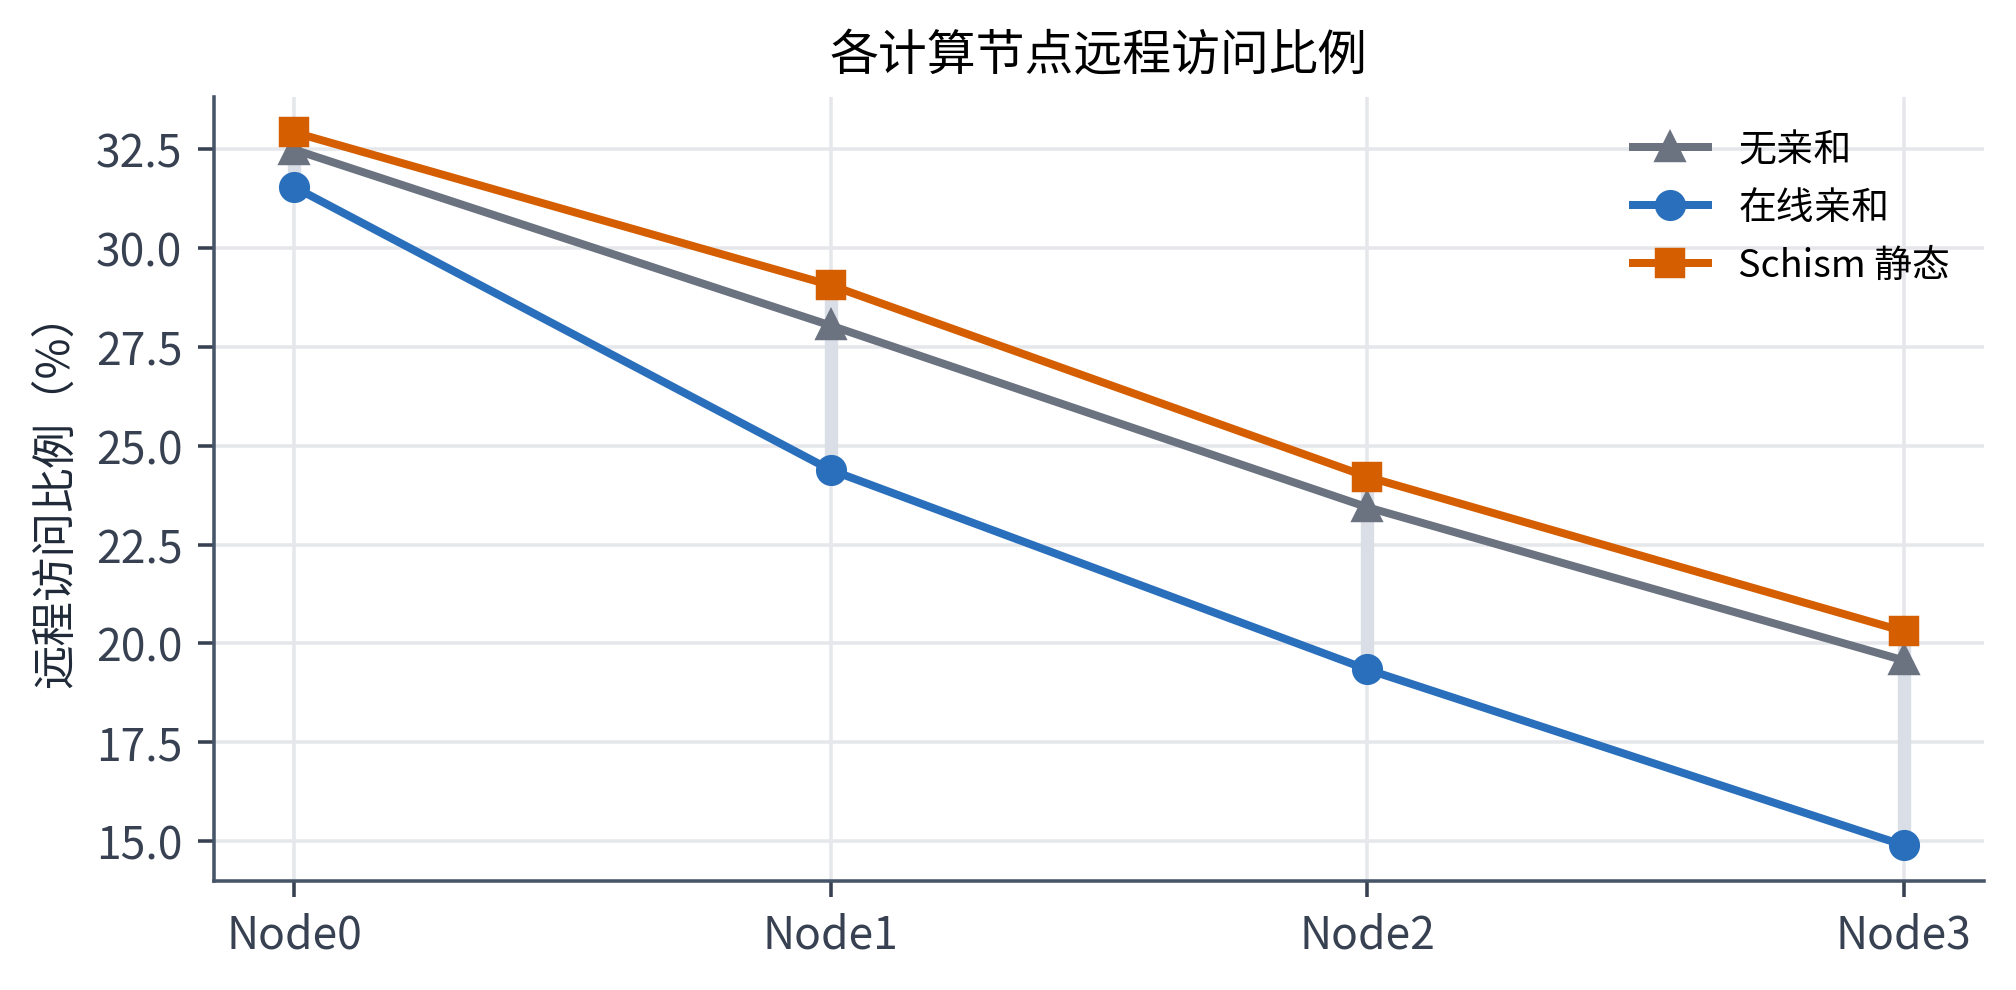 各计算节点远程访问比例
远程访问比例（%）
32.5
30.0
27.5
25.0
22.5
20.0
17.5
15.0
无亲和
在线亲和
Schism 静态
Node0
Node1
Node2
Node3